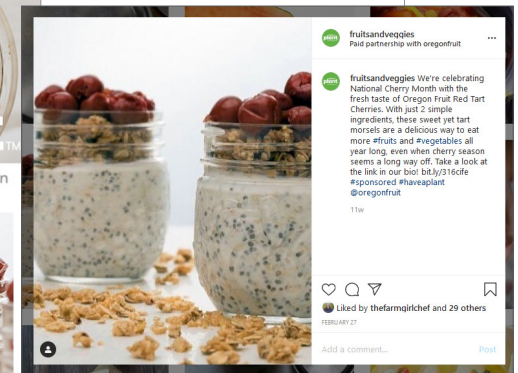 fruitsandveggies
Paid partnership with oregonfruit
fruitsandveggies We're celebrating
National Cherry Month with the
fresh taste of Oregon Fruit Red Tart
Cherries. With just 2 simple
ingredients, these sweet yet tart
morsels are a delicious way to eat
more #fruits and #vegetables all
year long, even when cherry season
seems a long way off. Take a look at
the link in our bio! bit.ly/316cife
#sponsored #haveaplant
@oregonfruit
11w
Liked by thefarmgirlchef and 29 others
FEBRUARY 27
Add a comment...
Post